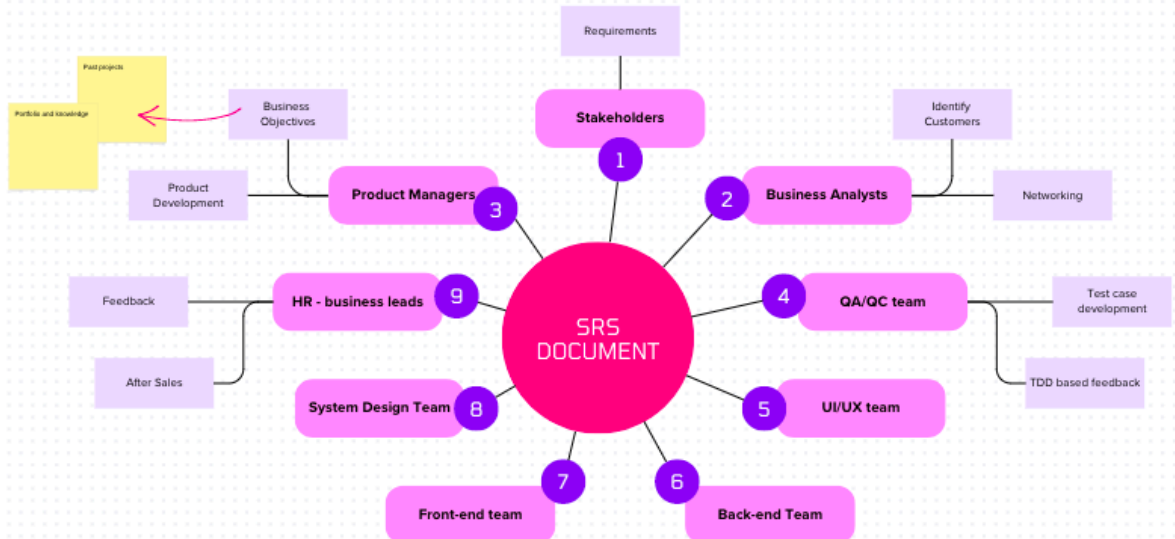 Requirements
Stakeholders
1
Past projects
Portfolio and knowledge
Business
Objectives
Product
Development
Product Managers
3
Identify
Customers
Networking
Business Analysts
2
Feedback
After Sales
HR - business leads
9
SRS
DOCUMENT
4
QA/QC team
Test case
development
TDD based feedback
System Design Team
8
5
UI/UX team
7
Front-end team
6
Back-end Team